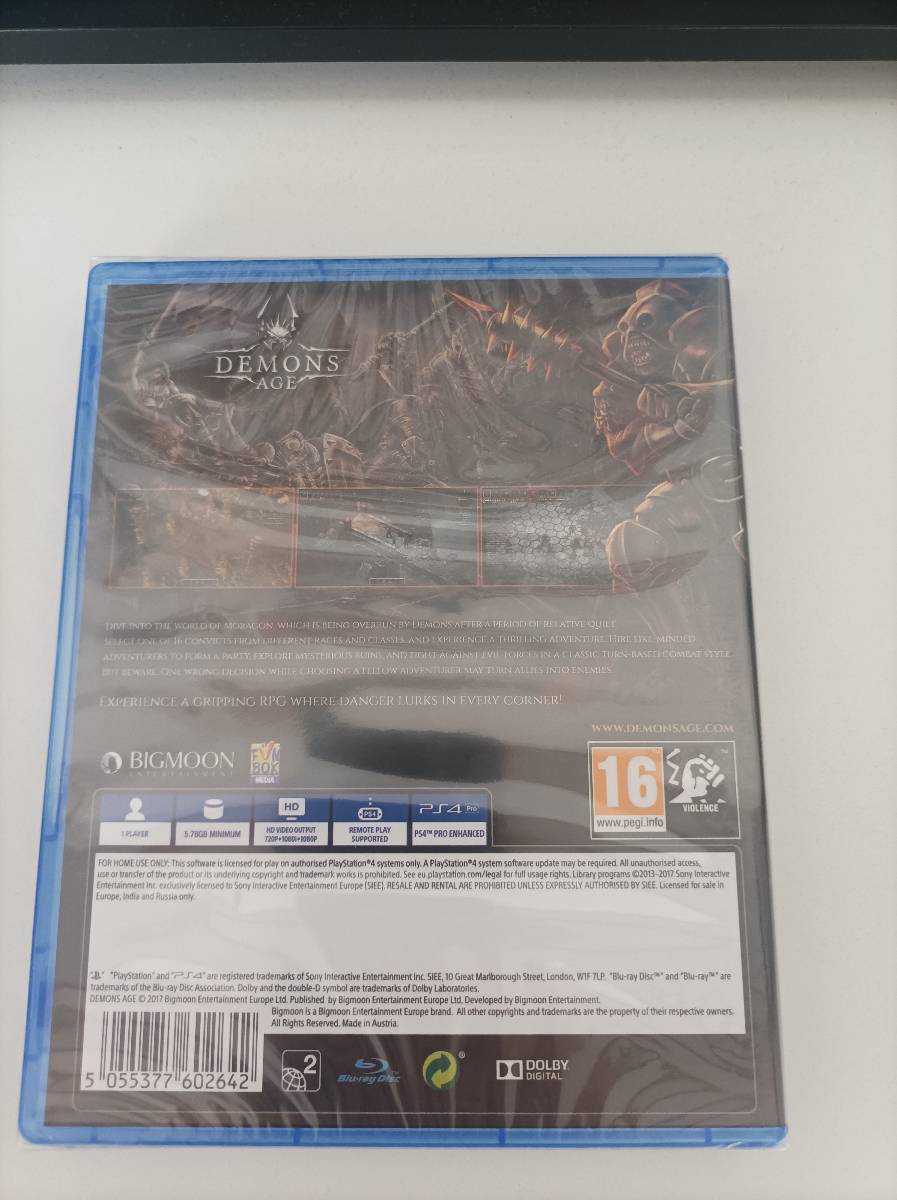 DEMONS
AGE
DIVE INTO THE WORLD OF MORAGON, WHICH IS BEING OVERRUN BY DEMONS AFTER A PERIOD OF RELATIVE QUIET.
SELECT ONE OF 16 CONVICTS FROM DIFFERENT RACES AND CLASSES, AND EXPERIENCE A THRILLING ADVENTURE. HIRE LIKE-MINDED
ADVENTURERS TO FORM A PARTY, EXPLORE MYSTERIOUS RUINS, AND FIGHT AGAINST EVIL FORCES IN A CLASSIC TURN-BASED COMBAT STYLE.
BUT BEWARE, ONE WRONG DECISION WHILE CHOOSING A FELLOW ADVENTURER MAY TURN ALLIES INTO ENEMIES.
EXPERIENCE A GRIPPING RPG WHERE DANGER LURKS IN EVERY CORNER!
WWW.DEMONSAGE.COM
BIGMOON
ENTERTAINMENT
FUN
BOX
MEDIA
16
www.pegi.info
VIOLENCE
TM
1 PLAYER
5.78GB MINIMUM
HD
HD VIDEO OUTPUT
720P•1080i•1080P
PS4
REMOTE PLAY
SUPPORTED
PS4 Pro
PS4™ PRO ENHANCED
FOR HOME USE ONLY: This software is licensed for play on authorised PlayStation®4 systems only. A PlayStation®4 system software update may be required. All unauthorised access,
use or transfer of the product or its underlying copyright and trademark works is prohibited. See eu.playstation.com/legal for full usage rights. Library programs ©2013-2017 Sony Interactive
Entertainment Inc. exclusively licensed to Sony Interactive Entertainment Europe (SIEE). RESALE AND RENTAL ARE PROHIBITED UNLESS EXPRESSLY AUTHORISED BY SIEE. Licensed for sale in
Europe, India and Russia only.
" ", "PlayStation" and "PS4" are registered trademarks of Sony Interactive Entertainment Inc. SIEE, 10 Great Marlborough Street, London, W1F 7LP. "Blu-ray Disc™" and "Blu-ray™" are
trademarks of the Blu-ray Disc Association. Dolby and the double-D symbol are trademarks of Dolby Laboratories.
DEMONS AGE © 2017 Bigmoon Entertainment Europe Ltd. Published by Bigmoon Entertainment Europe Ltd. Developed by Bigmoon Entertainment.
Bigmoon is a Bigmoon Entertainment Europe brand. All other copyrights and trademarks are the property of their respective owners.
All Rights Reserved. Made in Austria.
5 055377 602642
2
Blu-ray Disc
®
DOLBY
DIGITAL